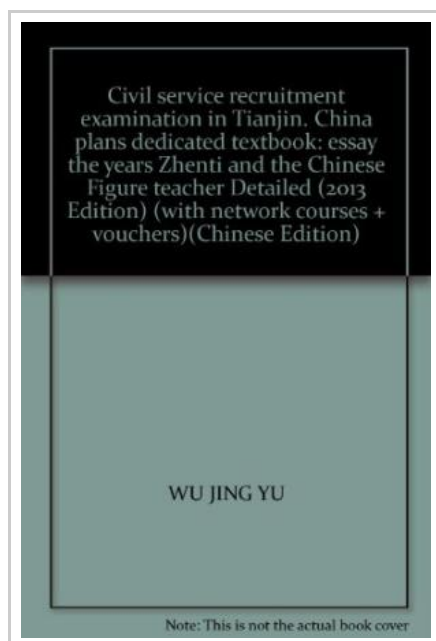 Civil service recruitment
examination in Tianjin. China
plans dedicated textbook: essay
the years Zhenti and the Chinese
Figure teacher Detailed (2013
Edition) (with network courses +
vouchers)(Chinese Edition)
WU JING YU
Note: This is not the actual book cover